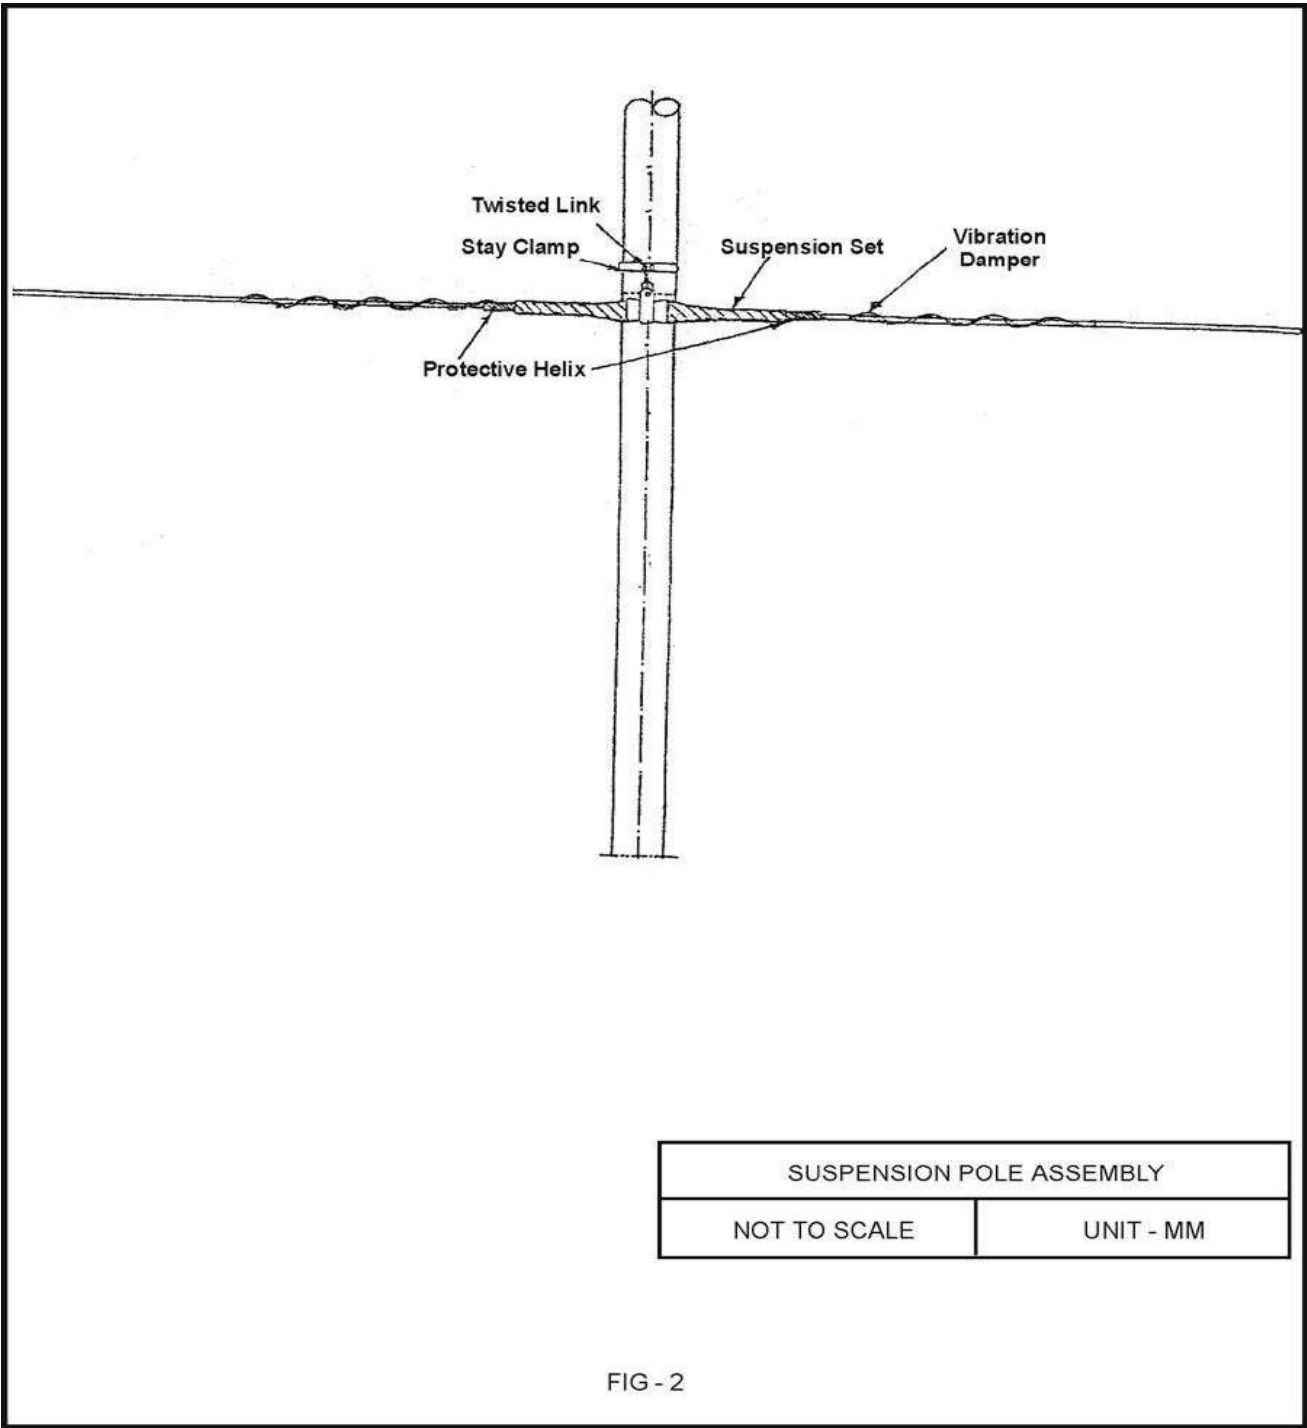 Twisted Link
Stay Clamp
Suspension Set
Vibration
Damper
Protective Helix
SUSPENSION POLE ASSEMBLY
NOT TO SCALE
UNIT - MM
FIG - 2